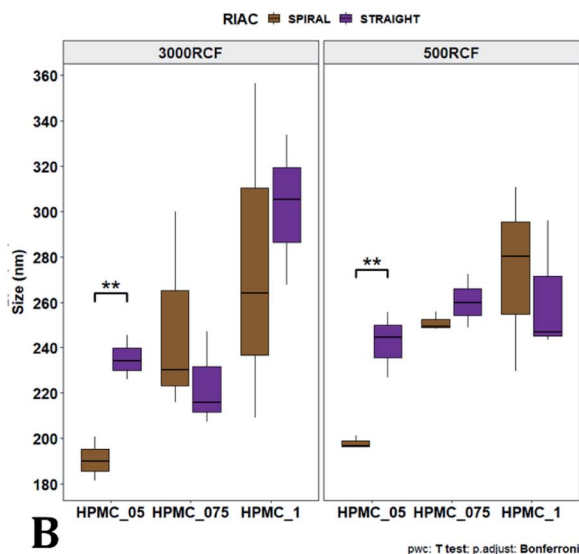 RIAC SPIRAL STRAIGHT
3000RCF 500RCF
360
340
320
300
280
260
240
220
200
180
Size (nm)
**
**
HPMC_05 HPMC_075 HPMC_1 HPMC_05 HPMC_075 HPMC_1
B
pwc: T test; p.adjust: Bonferroni